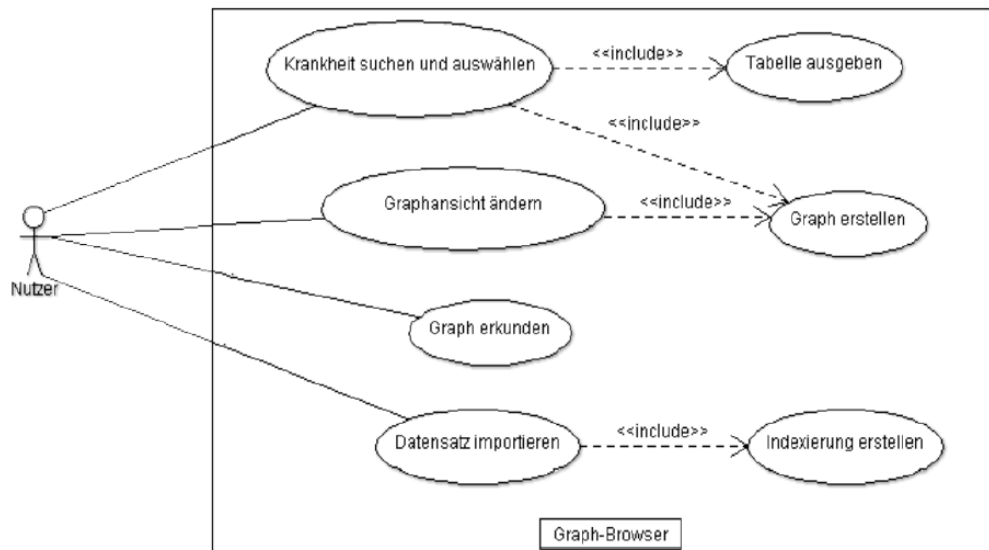 Krankheit suchen und auswählen
<<include>>
Tabelle ausgeben
<<include>>
Graphansicht ändern
<<include>>
Graph erstellen
Nutzer
Graph erkunden
Datensatz importieren
<<include>>
Indexierung erstellen
Graph-Browser